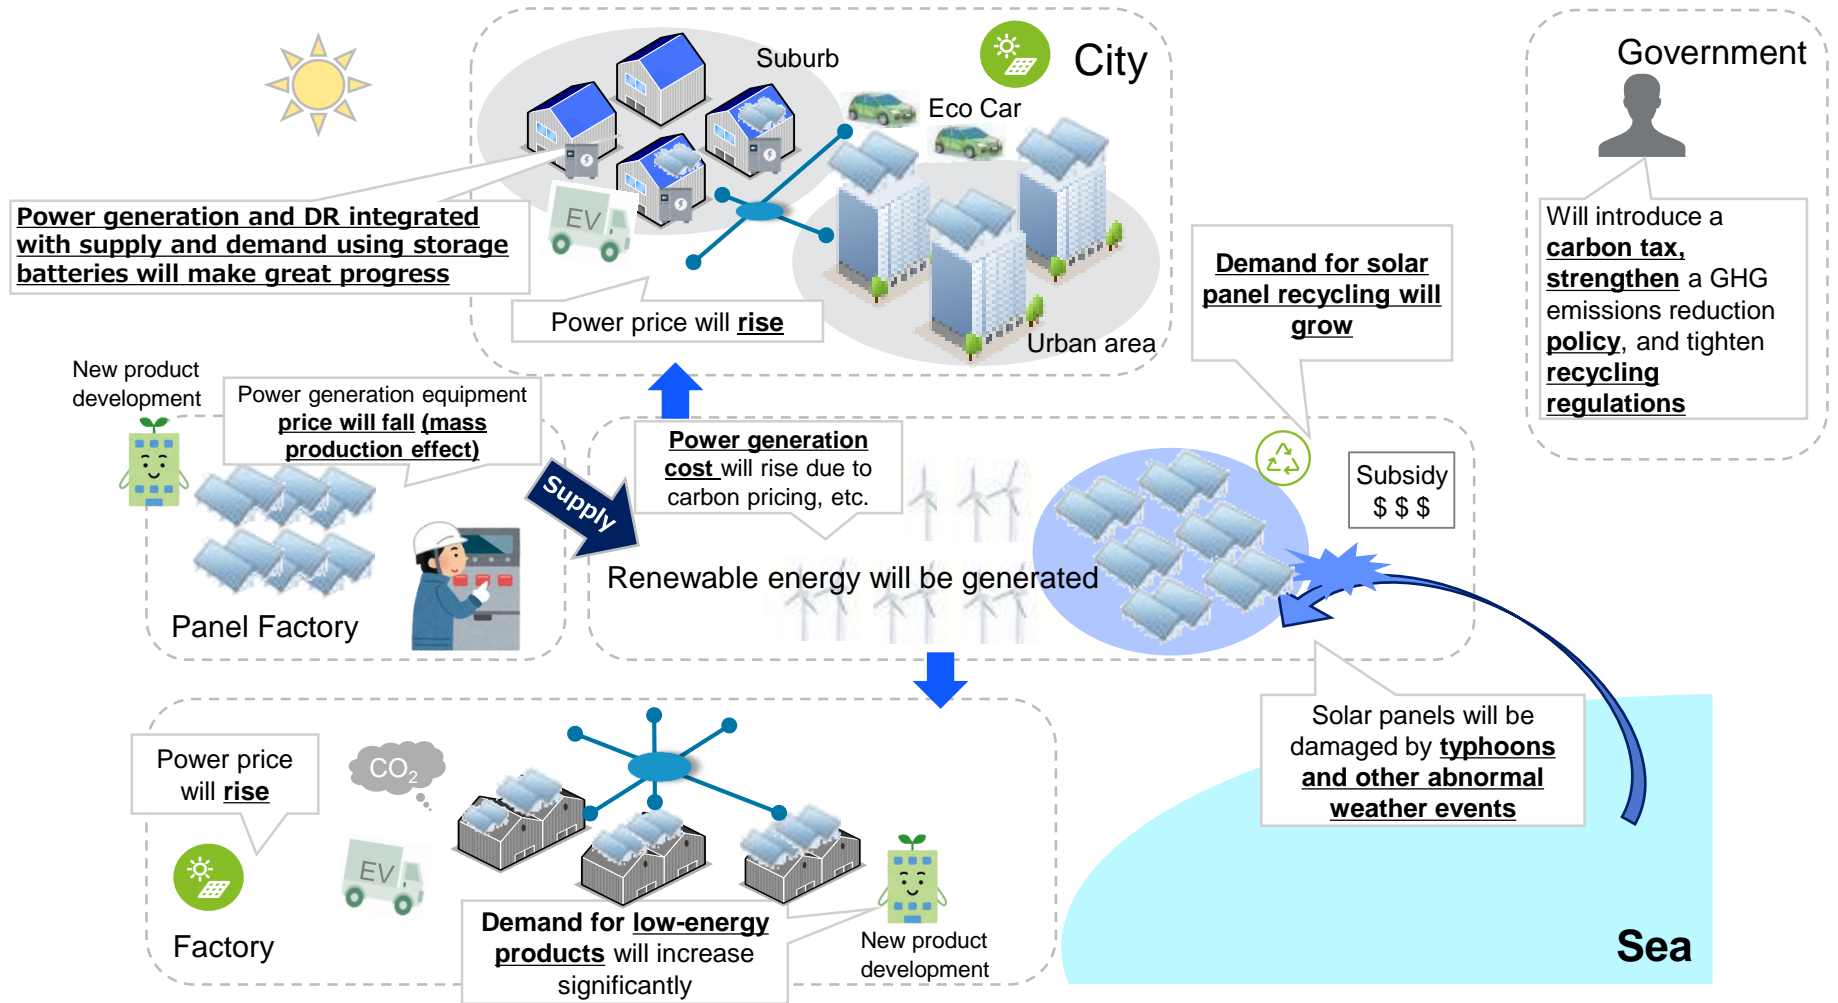 Suburb
City
Eco Car
EV
Urban area
Government
Power generation and DR integrated
with supply and demand using storage
batteries will make great progress
Power price will rise
Demand for solar
panel recycling will
grow
Will introduce a
carbon tax,
strengthen a GHG
emissions reduction
policy, and tighten
recycling
regulations
New product
development
Power generation equipment
price will fall (mass
production effect)
Panel Factory
Supply
Power generation
cost will rise due to
carbon pricing, etc.
Renewable energy will be generated
Subsidy
$ $ $
Solar panels will be
damaged by typhoons
and other abnormal
weather events
Sea
Power price
will rise
CO₂
EV
Factory
Demand for low-energy
products will increase
significantly
New product
development